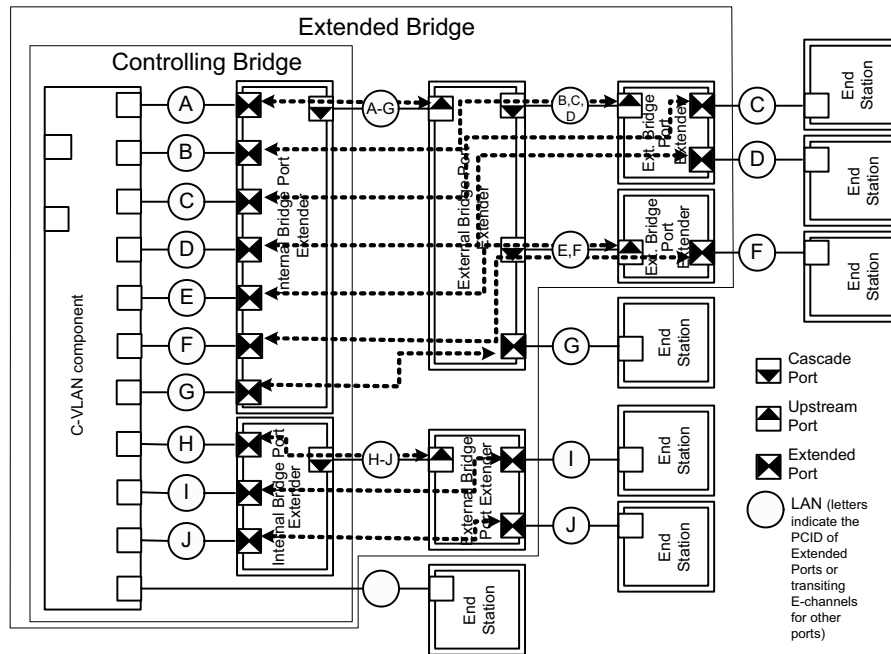 Extended Bridge
Controlling Bridge
C-VLAN component
A
B
C
D
E
F
G
H
I
J
Internal Bridge Port
Extender
Internal Bridge Port
Extender
A-G
H-J
External Bridge Port
Extender
External Bridge
Port Extender
B,C,
D
E,F
Ext. Bridge
Port
Extender
Ext. Bridge
Port
Extender
C
D
F
G
I
J
End
Station
End
Station
End
Station
End
Station
End
Station
End
Station
End
Station
Cascade
Port
Upstream
Port
Extended
Port
LAN (letters
indicate the
PCID of
Extended
Ports or
transiting
E-channels
for other
ports)